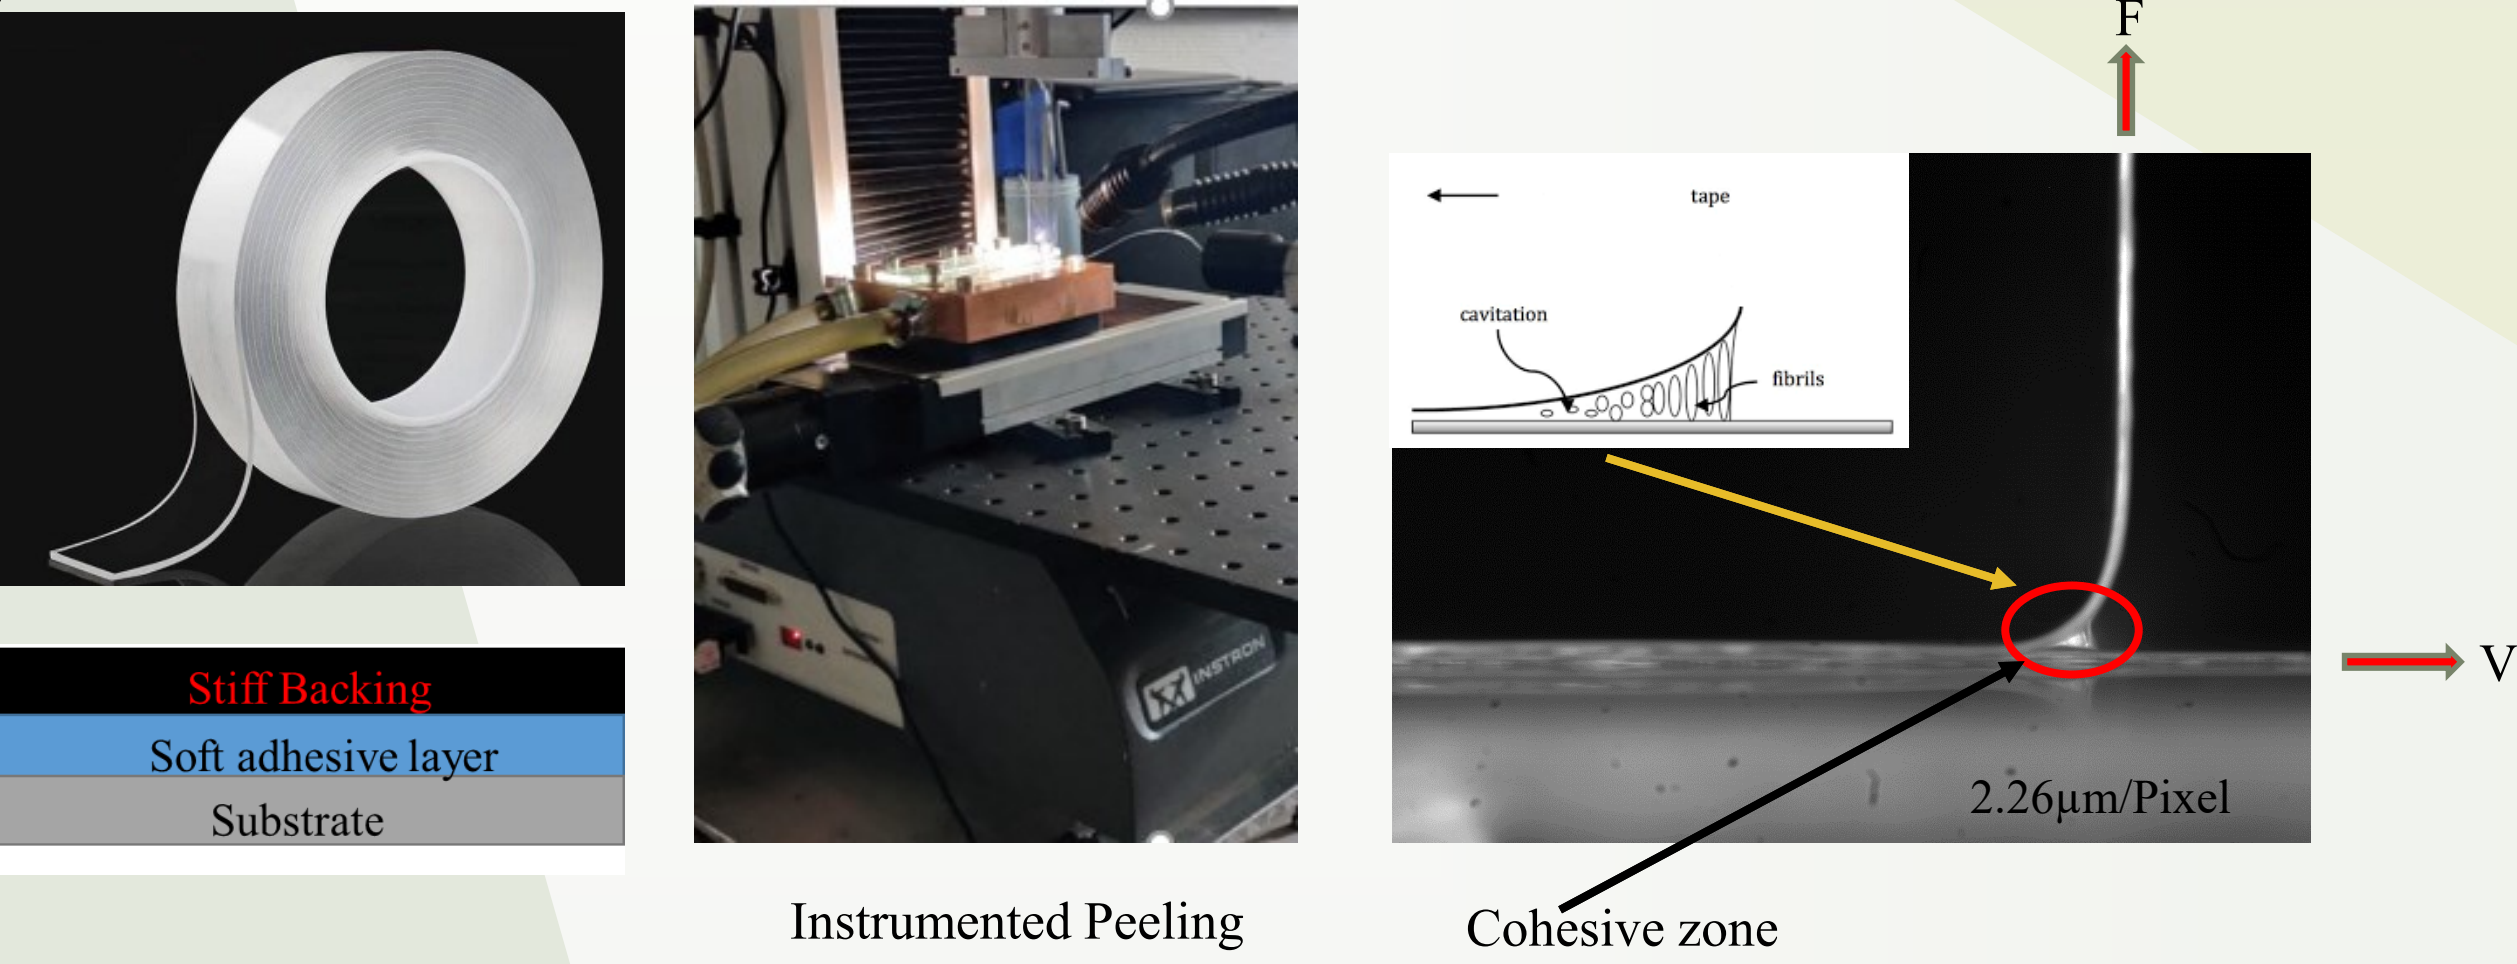 Stiff Backing
Soft adhesive layer
Substrate
INSTRON
Instrumented Peeling
F
tape
cavitation
fibrils
V
2.26µm/Pixel
Cohesive zone